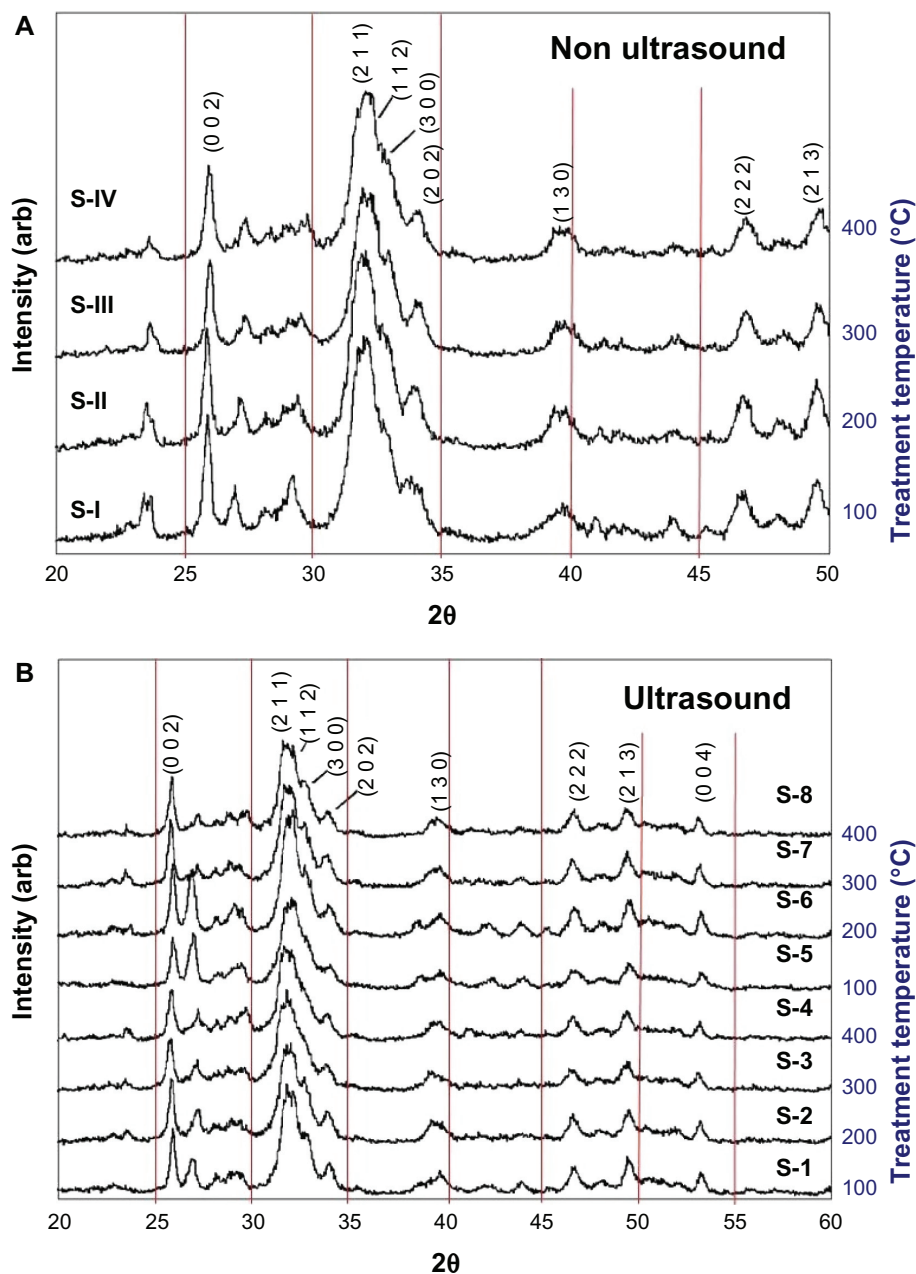 A
Non ultrasound
(0 0 2)
(2 1 1)
(1 1 2)
(3 0 0)
(2 0 2)
(1 3 0)
(2 2 2)
(2 1 3)
S-IV
S-III
S-II
S-I
Intensity (arb)
400
300
200
100
Treatment temperature (°C)
20 25 30 35 40 45 50
2θ
B
Ultrasound
(0 0 2)
(2 1 1)
(1 1 2)
(3 0 0)
(2 0 2)
(1 3 0)
(2 2 2)
(2 1 3)
(0 0 4)
S-8
S-7
S-6
S-5
S-4
S-3
S-2
S-1
Intensity (arb)
400
300
200
100
400
300
200
100
Treatment temperature (°C)
20 25 30 35 40 45 50 55 60
2θ